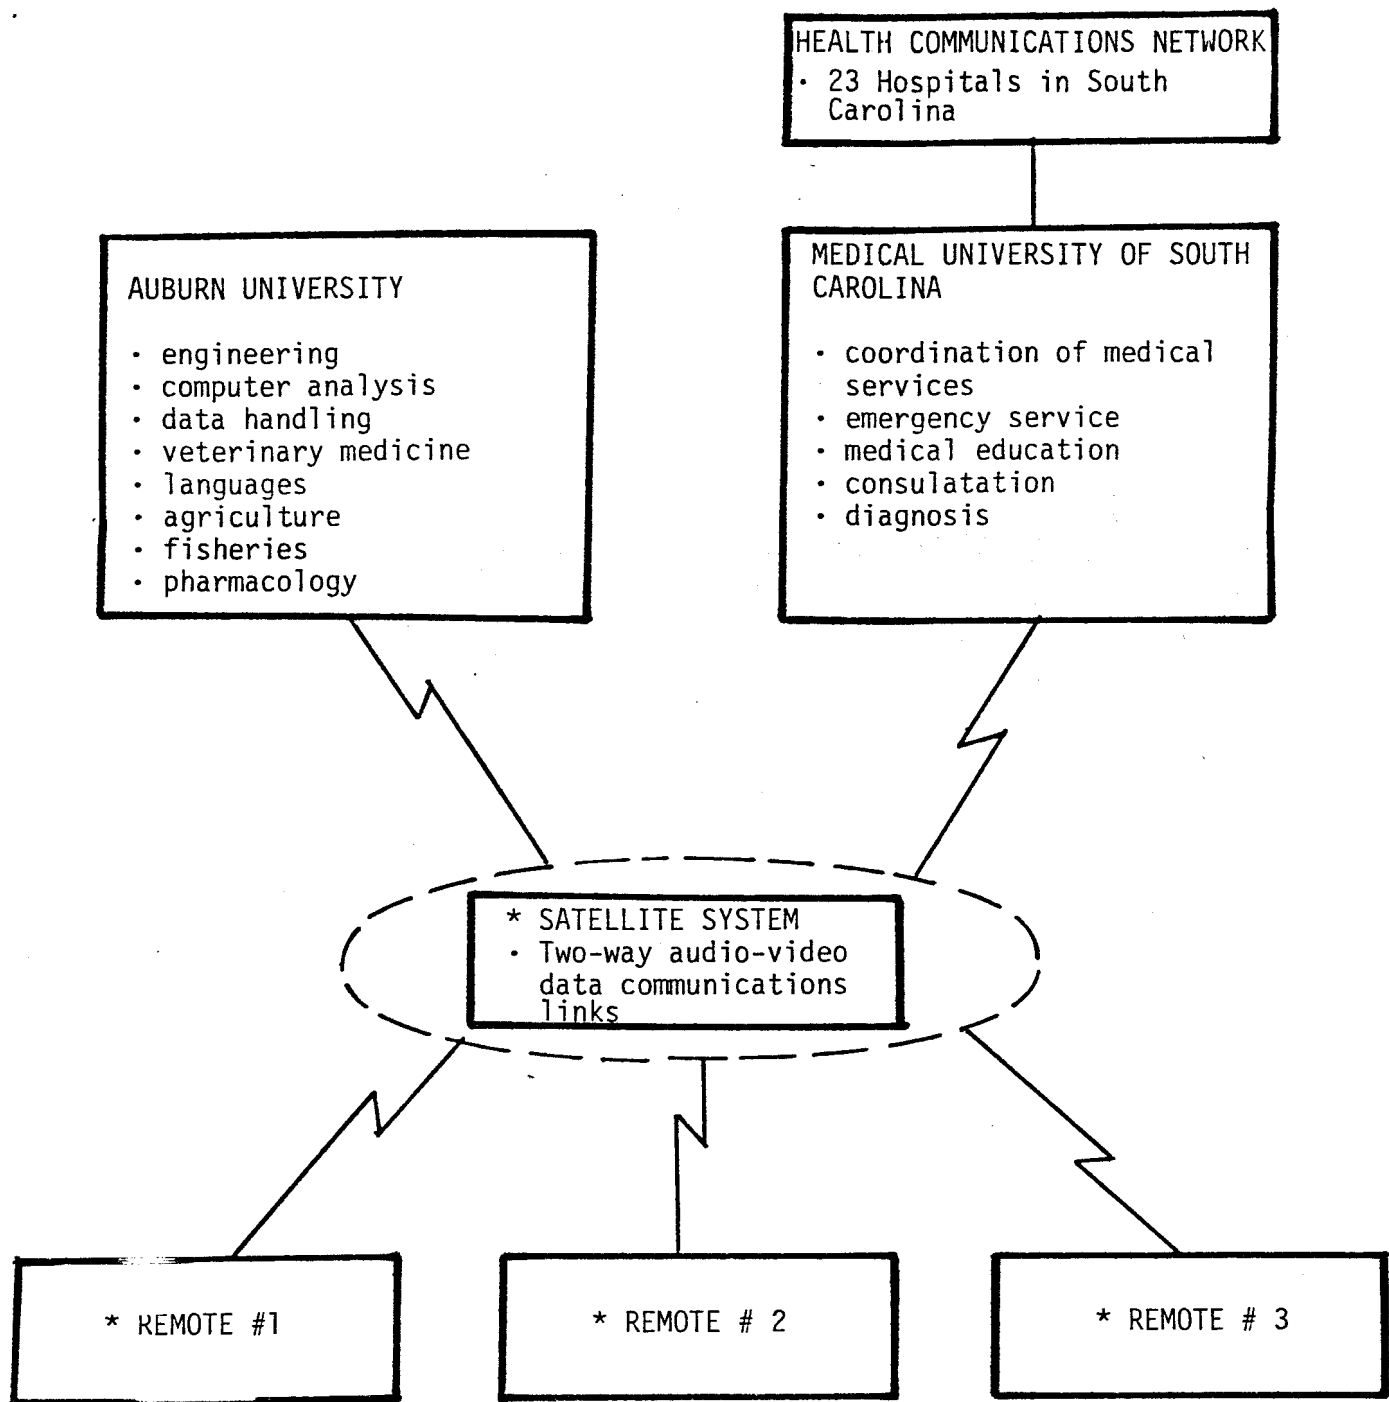 HEALTH COMMUNICATIONS NETWORK
· 23 Hospitals in South
Carolina
AUBURN UNIVERSITY
· engineering
· computer analysis
· data handling
· veterinary medicine
· languages
· agriculture
· fisheries
· pharmacology
MEDICAL UNIVERSITY OF SOUTH
CAROLINA
· coordination of medical
services
· emergency service
· medical education
· consulatation
· diagnosis
* SATELLITE SYSTEM
· Two-way audio-video
data communications
links
* REMOTE #1
* REMOTE # 2
* REMOTE # 3